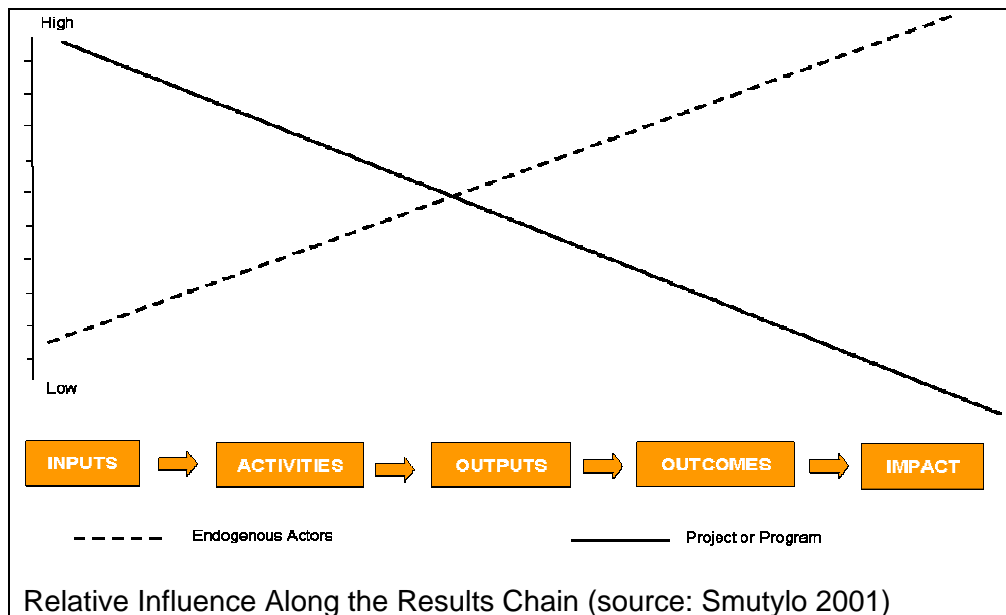 High
Low
INPUTS ACTIVITIES OUTPUTS OUTCOMES IMPACT
Endogenous Actors Project or Program
Relative Influence Along the Results Chain (source: Smutylo 2001)